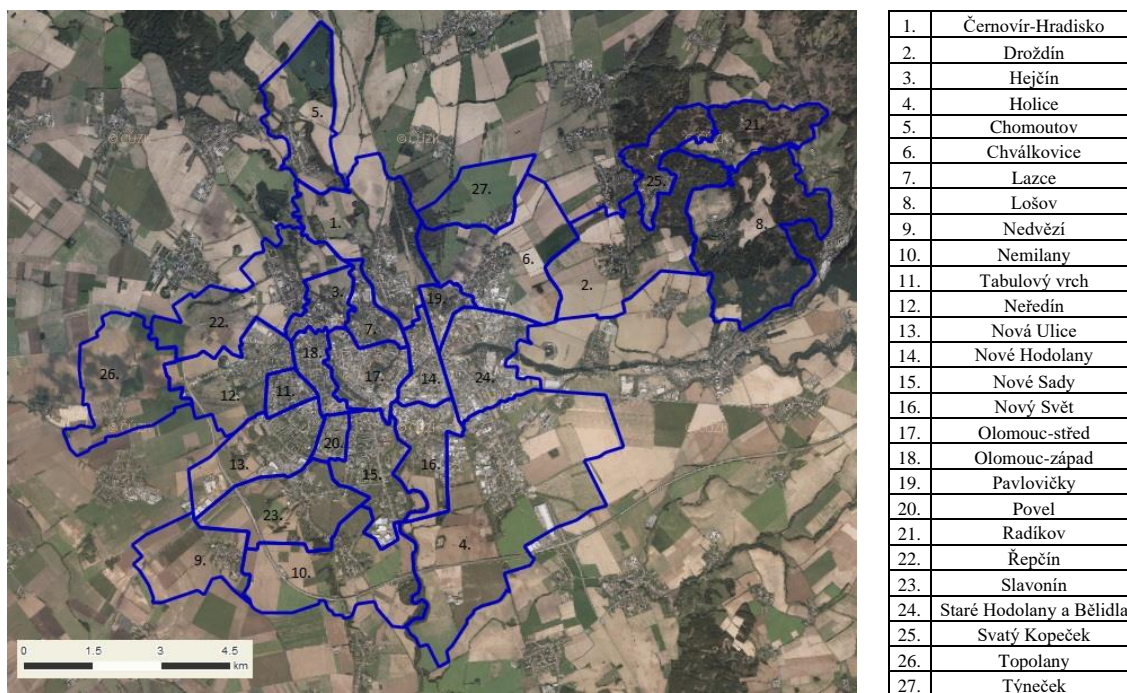 5.
© ČÚZK
© ČÚZK
21.
27.
25.
1.
8.
6.
2.
3.
19.
22.
7.
18.
17.
26.
12.
11.
14.
24.
20.
13.
15.
16.
23.
4.
9.
10.
0 1.5 3 4.5
km
1. Černovír-Hradisko
2. Droždín
3. Hejčín
4. Holice
5. Chomoutov
6. Chválkovice
7. Lazce
8. Lošov
9. Nedvězí
10. Nemilany
11. Tabulový vrch
12. Neředín
13. Nová Ulice
14. Nové Hodolany
15. Nové Sady
16. Nový Svět
17. Olomouc-střed
18. Olomouc-západ
19. Pavlovičky
20. Povel
21. Radíkov
22. Řepčín
23. Slavonín
24. Staré Hodolany a Bělidla
25. Svatý Kopeček
26. Topolany
27. Týneček